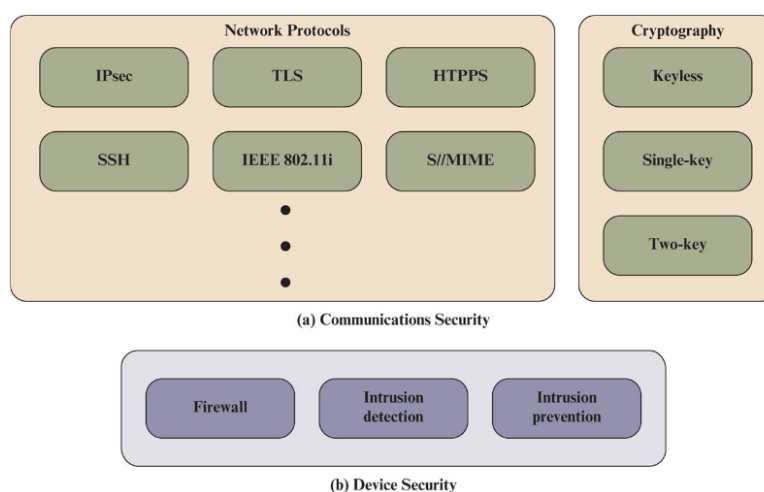 Network Protocols
IPsec
TLS
HTPPS
SSH
IEEE 802.11i
S//MIME
Cryptography
Keyless
Single-key
Two-key
(a) Communications Security
Firewall
Intrusion
detection
Intrusion
prevention
(b) Device Security